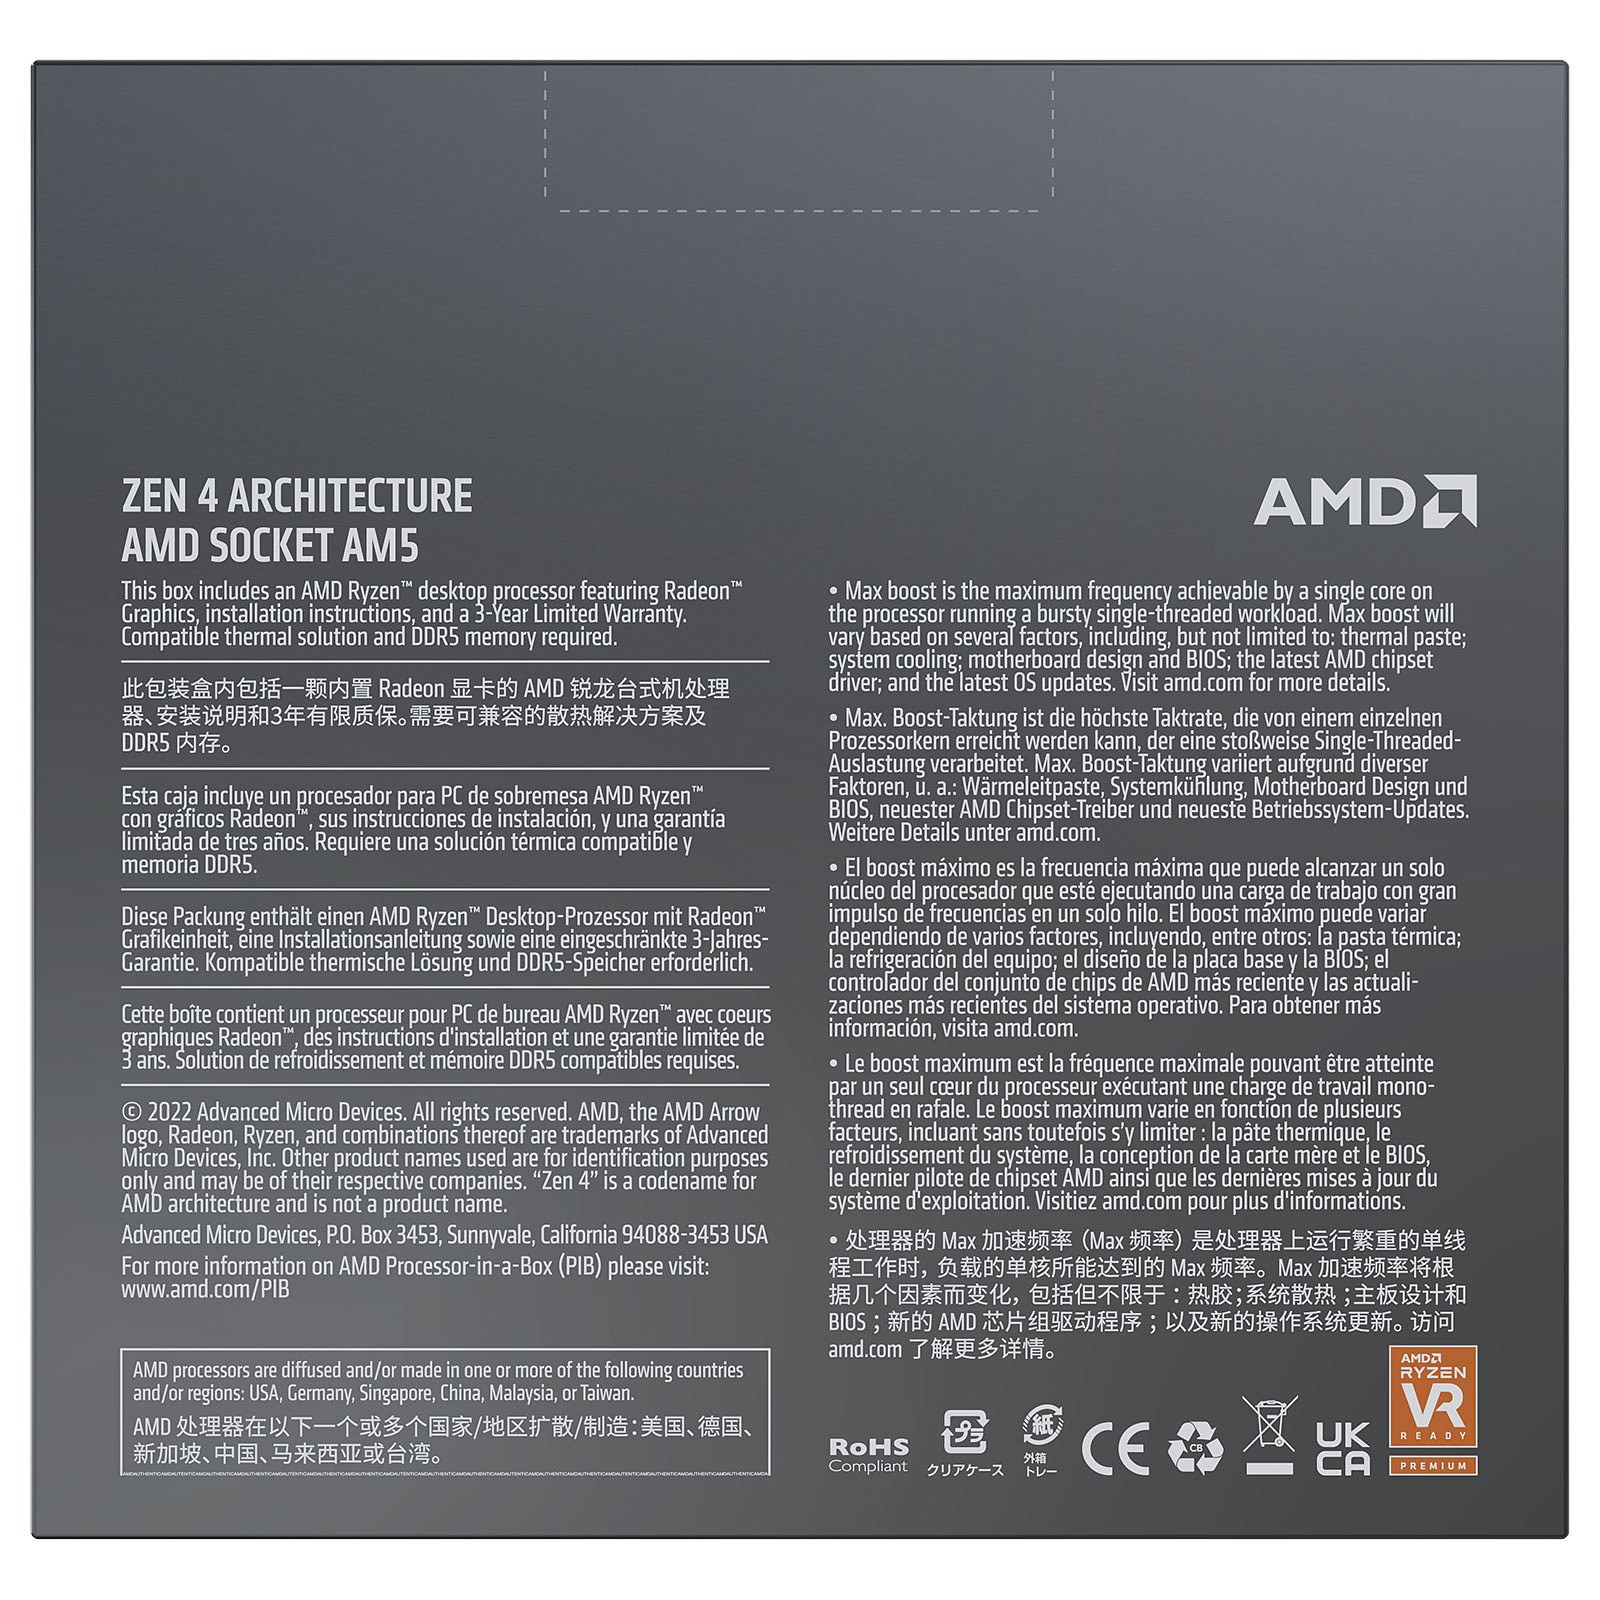 ZEN 4 ARCHITECTURE
AMD SOCKET AM5
This box includes an AMD Ryzen™ desktop processor featuring Radeon™
Graphics, installation instructions, and a 3-Year Limited Warranty.
Compatible thermal solution and DDR5 memory required.
此包装盒内包括一颗内置 Radeon 显卡的 AMD 锐龙台式机处理
器、安装说明和3年有限质保。需要可兼容的散热解决方案及
DDR5 内存。
Esta caja incluye un procesador para PC de sobremesa AMD Ryzen™
con gráficos Radeon™, sus instrucciones de instalación, y una garantía
limitada de tres años. Requiere una solución térmica compatible y
memoria DDR5.
Diese Packung enthält einen AMD Ryzen™ Desktop-Prozessor mit Radeon™
Grafikeinheit, eine Installationsanleitung sowie eine eingeschränkte 3-Jahres-
Garantie. Kompatible thermische Lösung und DDR5-Speicher erforderlich.
Cette boîte contient un processeur pour PC de bureau AMD Ryzen™ avec coeurs
graphiques Radeon™, des instructions d'installation et une garantie limitée de
3 ans. Solution de refroidissement et mémoire DDR5 compatibles requises.
© 2022 Advanced Micro Devices. All rights reserved. AMD, the AMD Arrow
logo, Radeon, Ryzen, and combinations thereof are trademarks of Advanced
Micro Devices, Inc. Other product names used are for identification purposes
only and may be of their respective companies. “Zen 4” is a codename for
AMD architecture and is not a product name.
Advanced Micro Devices, P.O. Box 3453, Sunnyvale, California 94088-3453 USA
For more information on AMD Processor-in-a-Box (PIB) please visit:
www.amd.com/PIB
AMD processors are diffused and/or made in one or more of the following countries
and/or regions: USA, Germany, Singapore, China, Malaysia, or Taiwan.
AMD 处理器在以下一个或多个国家/地区扩散/制造：美国、德国、
新加坡、中国、马来西亚或台湾。
AMD
• Max boost is the maximum frequency achievable by a single core on
the processor running a bursty single-threaded workload. Max boost will
vary based on several factors, including, but not limited to: thermal paste;
system cooling; motherboard design and BIOS; the latest AMD chipset
driver; and the latest OS updates. Visit amd.com for more details.
• Max. Boost-Taktung ist die höchste Taktrate, die von einem einzelnen
Prozessorkern erreicht werden kann, der eine stoßweise Single-Threaded-
Auslastung verarbeitet. Max. Boost-Taktung variiert aufgrund diverser
Faktoren, u. a.: Wärmeleitpaste, Systemkühlung, Motherboard Design und
BIOS, neuester AMD Chipset-Treiber und neueste Betriebssystem-Updates.
Weitere Details unter amd.com.
• El boost máximo es la frecuencia máxima que puede alcanzar un solo
núcleo del procesador que esté ejecutando una carga de trabajo con gran
impulso de frecuencias en un solo hilo. El boost máximo puede variar
dependiendo de varios factores, incluyendo, entre otros: la pasta térmica;
la refrigeración del equipo; el diseño de la placa base y la BIOS; el
controlador del conjunto de chips de AMD más reciente y las actuali-
zaciones más recientes del sistema operativo. Para obtener más
información, visita amd.com.
• Le boost maximum est la fréquence maximale pouvant être atteinte
par un seul cœur du processeur exécutant une charge de travail mono-
thread en rafale. Le boost maximum varie en fonction de plusieurs
facteurs, incluant sans toutefois s’y limiter : la pâte thermique, le
refroidissement du système, la conception de la carte mère et le BIOS,
le dernier pilote de chipset AMD ainsi que les dernières mises à jour du
système d'exploitation. Visitiez amd.com pour plus d'informations.
• 处理器的 Max 加速频率（Max 频率）是处理器上运行繁重的单线
程工作时，负载的单核所能达到的 Max 频率。Max 加速频率将根
据几个因素而变化，包括但不限于：热胶；系统散热；主板设计和
BIOS；新的 AMD 芯片组驱动程序；以及新的操作系统更新。访问
amd.com 了解更多详情。
RoHS
Compliant
プラ
クリアケース
紙
外箱
トレー
CE
CB
UK
CA
AMD
RYZEN
VR
READY
PREMIUM